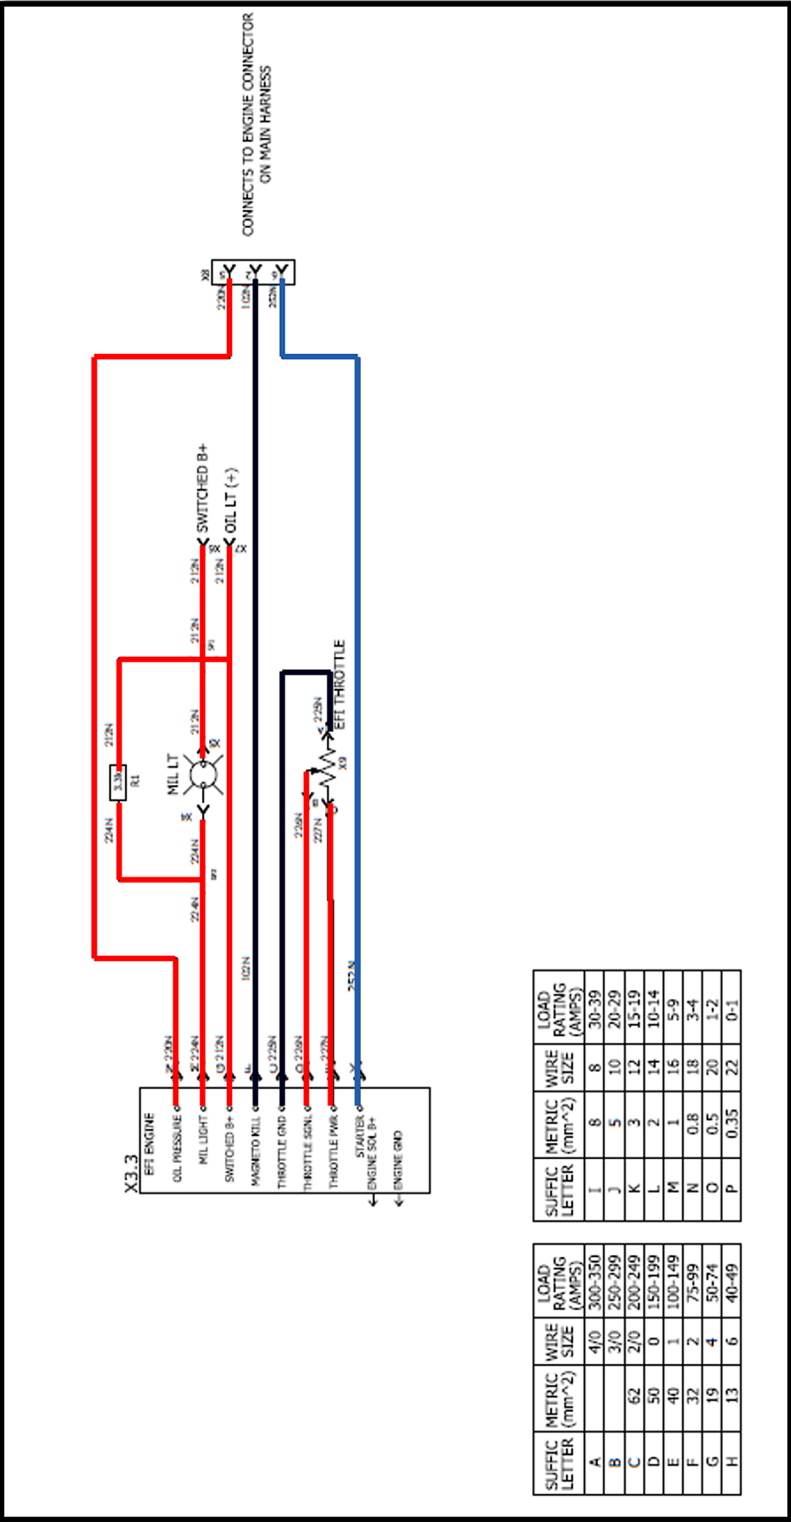 CONNECTS TO ENGINE CONNECTOR
ON MAIN HARNESS
X8
220N
102N
252N
SWITCHED B+
OIL LT (+)
X7
212N
212N
212N
SP1
212N
212N
3.3k
R1
MIL LT
224N
224N
SP2
224N
EFI THROTTLE
A 225N
X9
B
226N
227N
102N
252N
N 220N
M 224N
G 212N
F
C 225N
D 226N
227N
X3.3
EFI ENGINE
OIL PRESSURE
MIL LIGHT
SWITCHED B+
MAGNETO KILL
THROTTLE GND
THROTTLE SGNL
THROTTLE PWR
STARTER
ENGINE SOL B+
ENGINE GND
SUFFIC LETTER METRIC (mm^2) WIRE SIZE LOAD RATING (AMPS)
A 4/0 300-350
B 3/0 250-299
C 62 2/0 200-249
D 50 0 150-199
E 40 1 100-149
F 32 2 75-99
G 19 4 50-74
H 13 6 40-49
SUFFIC LETTER METRIC (mm^2) WIRE SIZE LOAD RATING (AMPS)
I 8 8 30-39
J 5 10 20-29
K 3 12 15-19
L 2 14 10-14
M 1 16 5-9
N 0.8 18 3-4
O 0.5 20 1-2
P 0.35 22 0-1